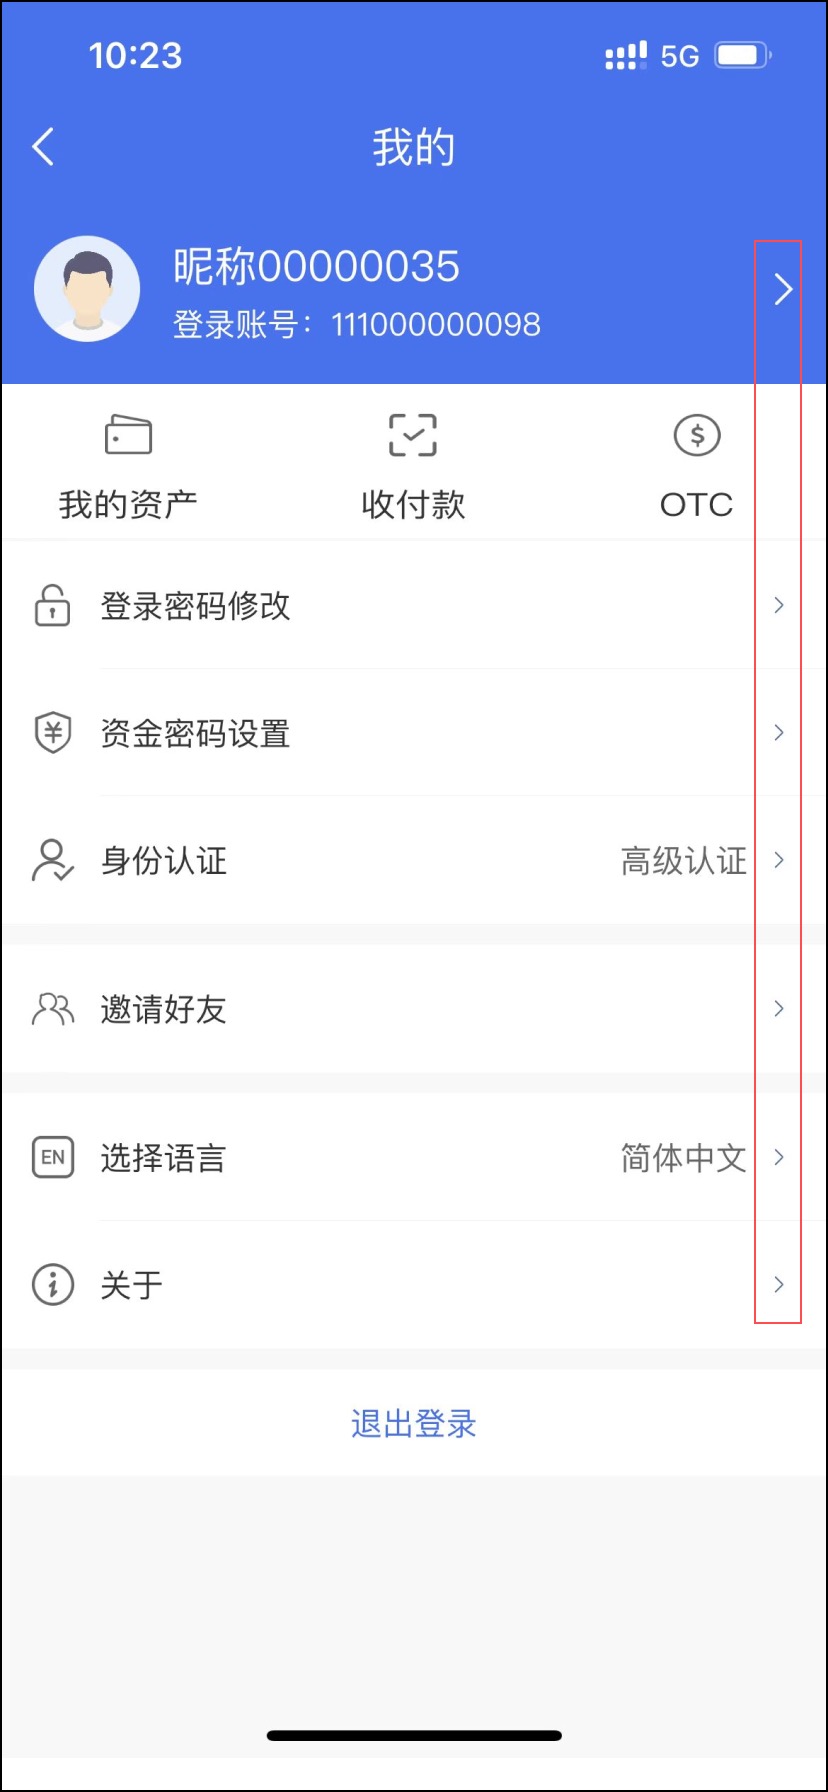 10:23 5G
我的
昵称00000035
登录账号：111000000098
我的资产 收付款 OTC
登录密码修改
资金密码设置
身份认证 高级认证
邀请好友
EN 选择语言 简体中文
关于
退出登录